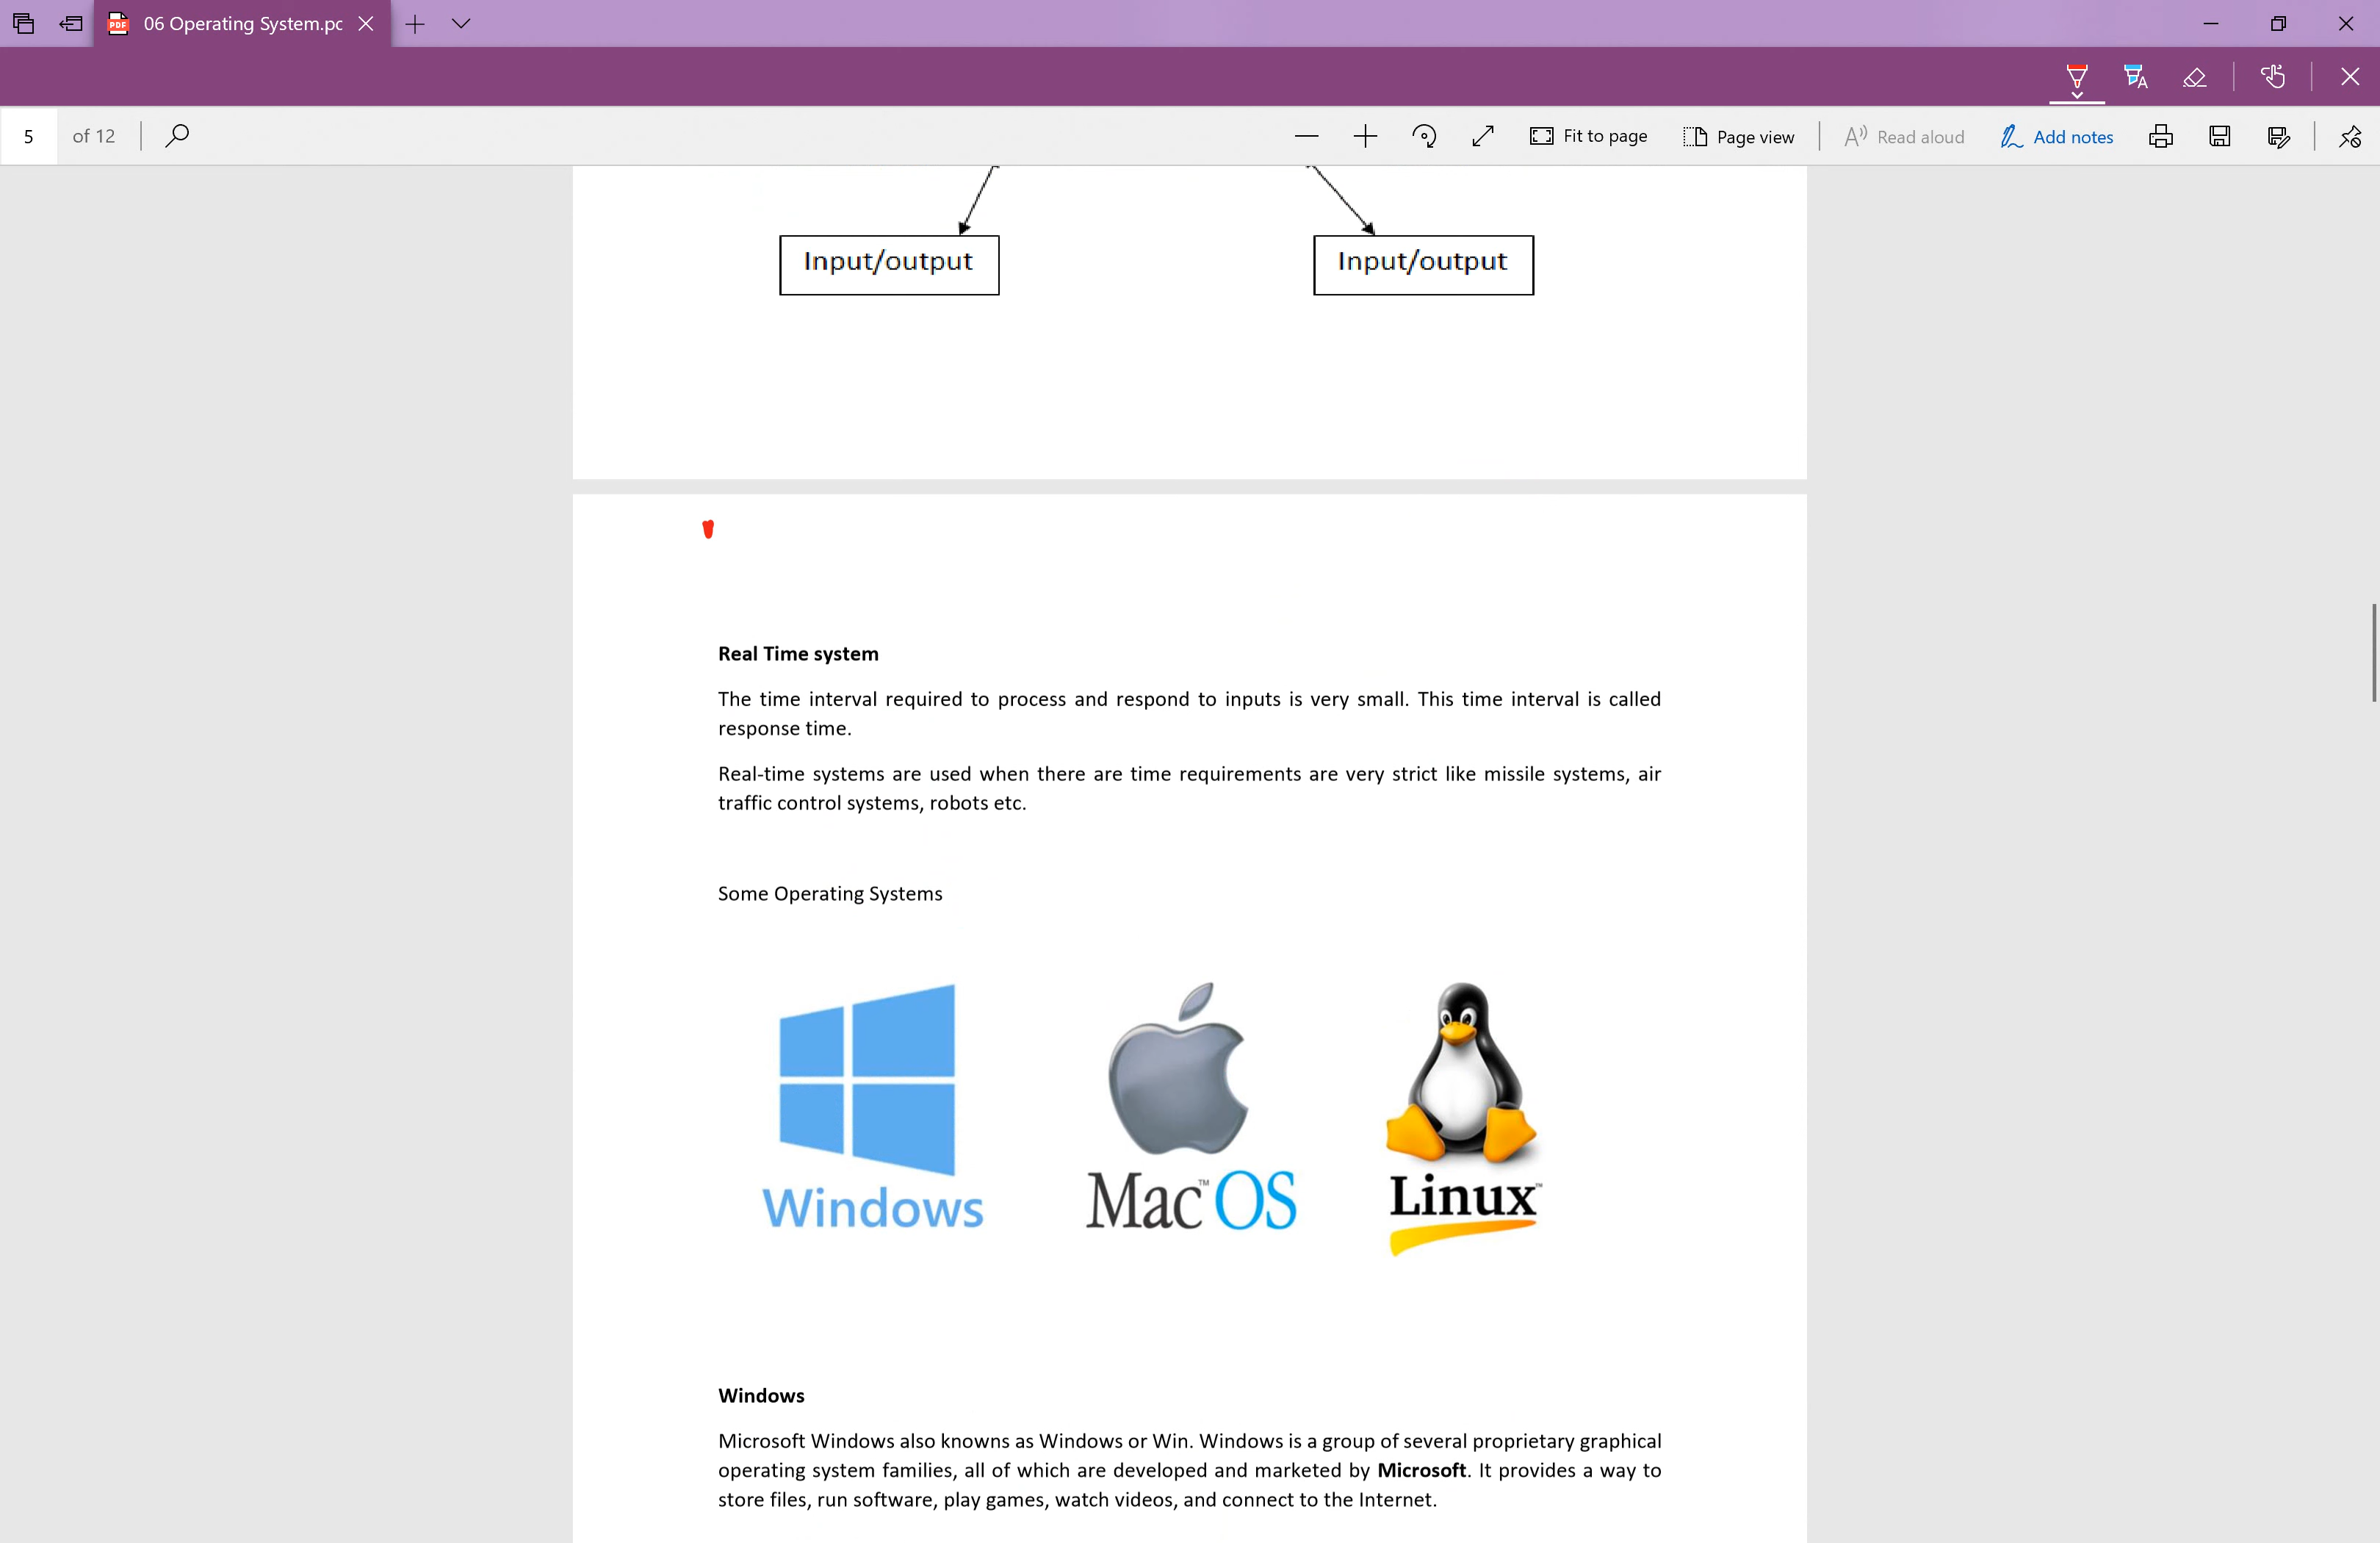 06 Operating System.pc
5 of 12
Fit to page
Page view
Read aloud
Add notes
Input/output Input/output
Real Time system
The time interval required to process and respond to inputs is very small. This time interval is called
response time.
Real-time systems are used when there are time requirements are very strict like missile systems, air
traffic control systems, robots etc.
Some Operating Systems
Windows Mac™ OS Linux™
Windows
Microsoft Windows also knowns as Windows or Win. Windows is a group of several proprietary graphical
operating system families, all of which are developed and marketed by Microsoft. It provides a way to
store files, run software, play games, watch videos, and connect to the Internet.